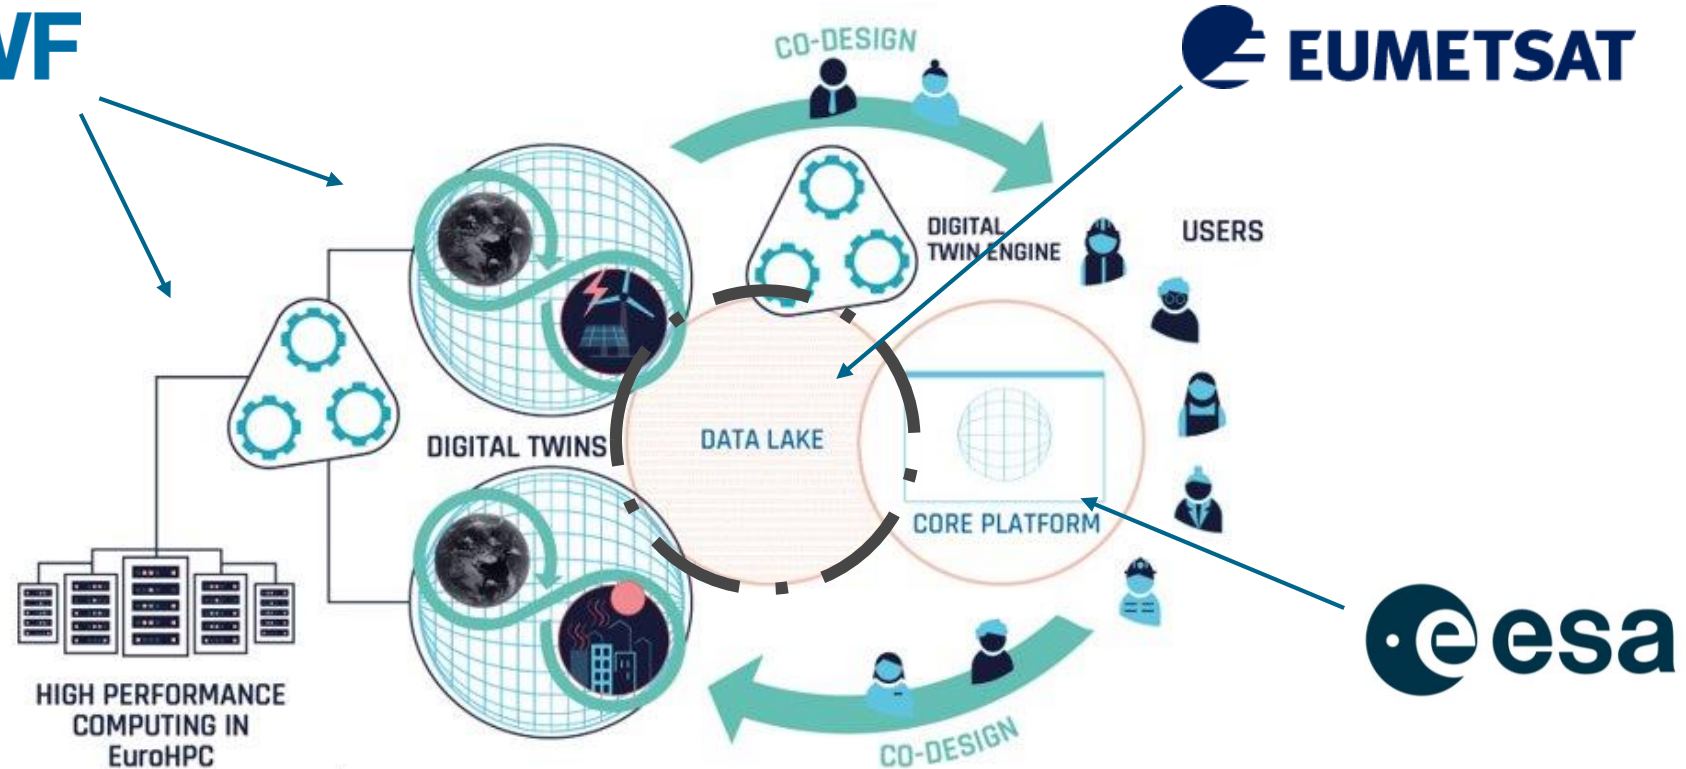 WF
CO-DESIGN
EUMETSAT
DIGITAL
TWIN ENGINE
USERS
DIGITAL TWINS
DATA LAKE
CORE PLATFORM
esa
HIGH PERFORMANCE
COMPUTING IN
EuroHPC
CO-DESIGN